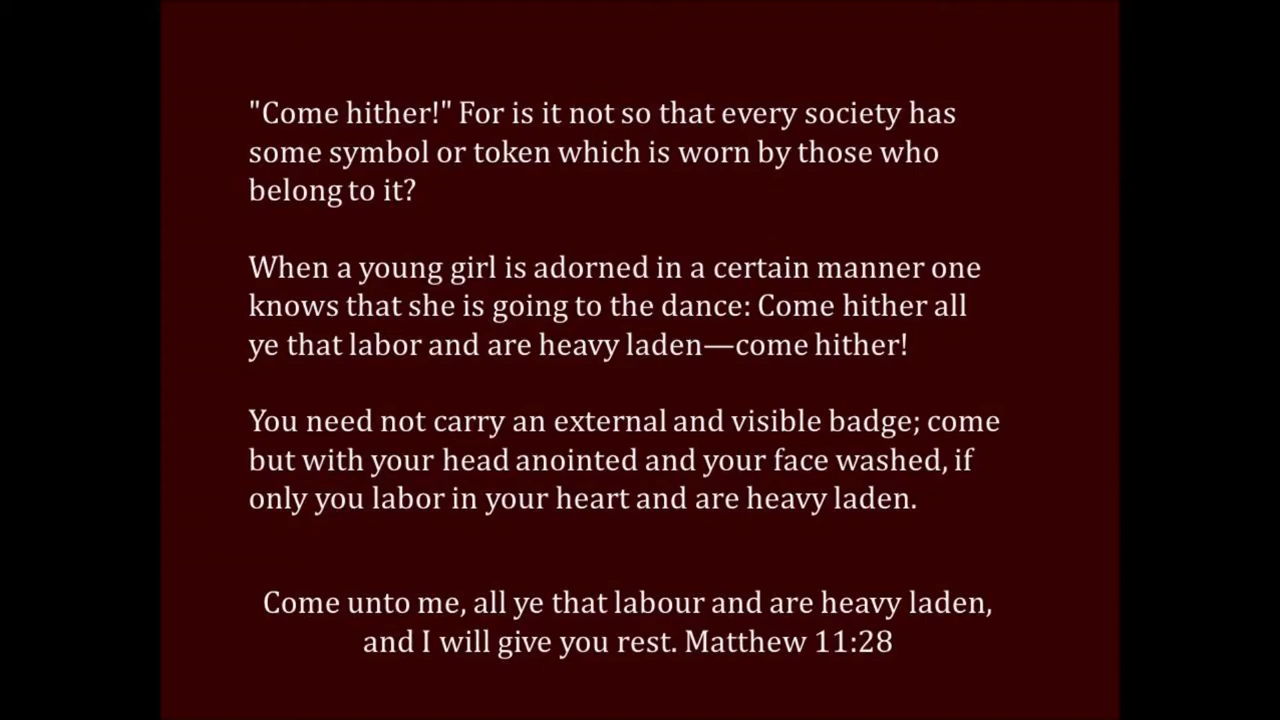 "Come hither!" For is it not so that every society has
some symbol or token which is worn by those who
belong to it?
When a young girl is adorned in a certain manner one
knows that she is going to the dance: Come hither all
ye that labor and are heavy laden—come hither!
You need not carry an external and visible badge; come
but with your head anointed and your face washed, if
only you labor in your heart and are heavy laden.
Come unto me, all ye that labour and are heavy laden,
and I will give you rest. Matthew 11:28